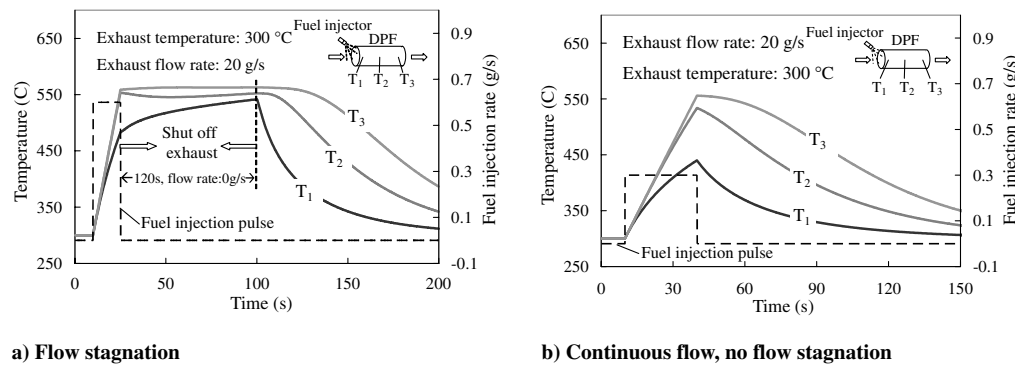 650
550
450
350
250
Temperature (C)
Exhaust temperature: 300 °C
Exhaust flow rate: 20 g/s
Fuel injector
DPF
T1 T2 T3
Shut off
exhaust
120s, flow rate:0g/s
Fuel injection pulse
T3
T2
T1
0.9
0.7
0.5
0.3
0.1
-0.1
Fuel injection rate (g/s)
0 50 100 150 200
Time (s)
a) Flow stagnation
650
550
450
350
250
Temperature (C)
Exhaust flow rate: 20 g/s
Exhaust temperature: 300 °C
Fuel injector
DPF
T1 T2 T3
T3
T2
T1
Fuel injection pulse
0.9
0.7
0.5
0.3
0.1
-0.1
Fuel injection rate (g/s)
0 30 60 90 120 150
Time (s)
b) Continuous flow, no flow stagnation